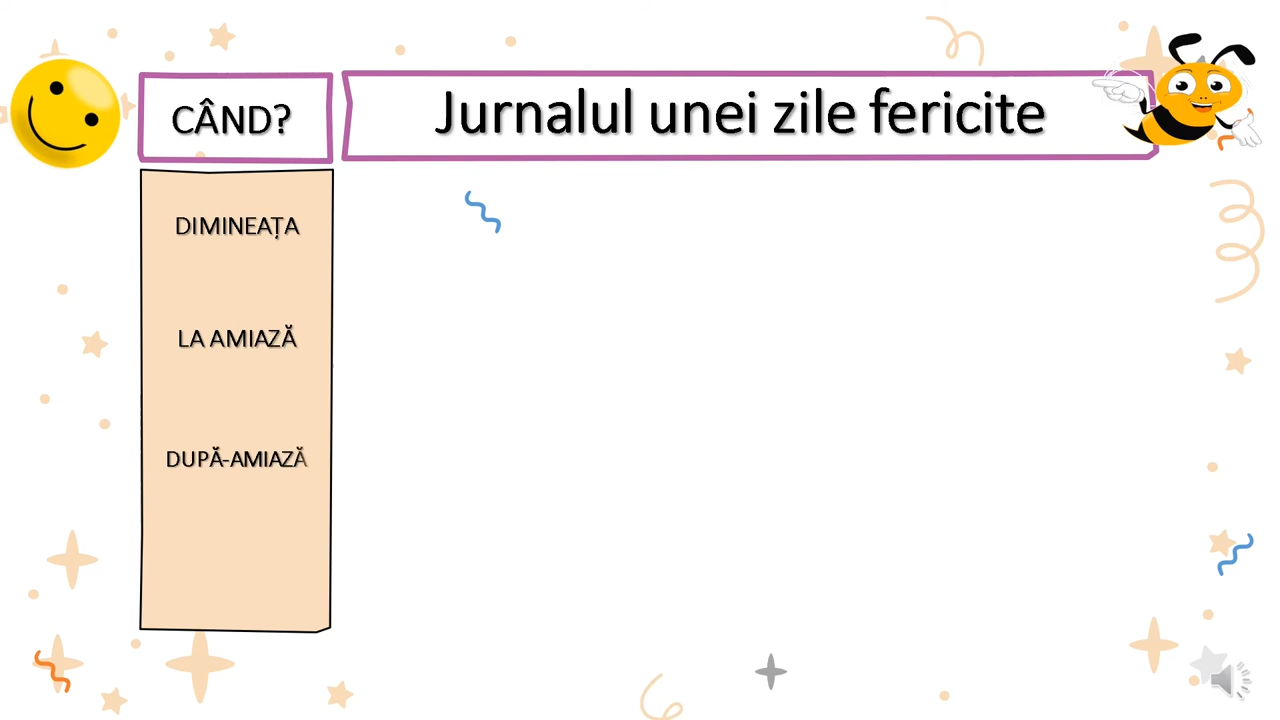 CÂND?
Jurnalul unei zile fericite
DIMINEAȚA
LA AMIAZĂ
DUPĂ-AMIAZĂ